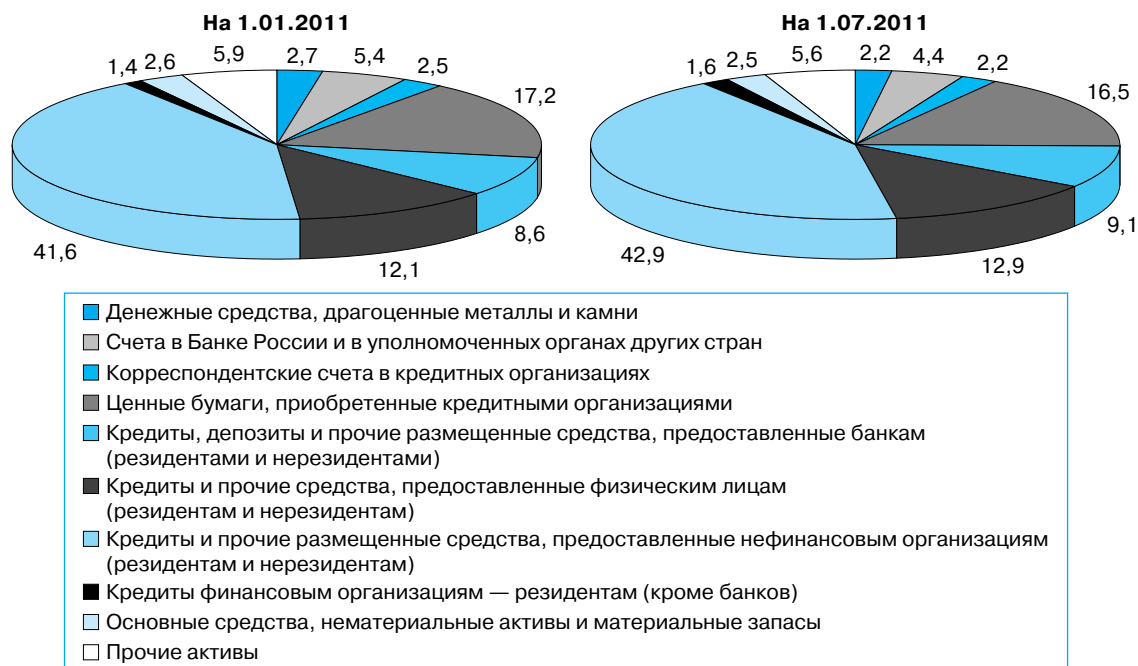 На 1.01.2011
1,4 2,6 5,9 2,7 5,4 2,5
17,2
8,6
12,1
41,6
На 1.07.2011
1,6 2,5 5,6 2,2 4,4 2,2
16,5
9,1
12,9
42,9
Денежные средства, драгоценные металлы и камни
Счета в Банке России и в уполномоченных органах других стран
Корреспондентские счета в кредитных организациях
Ценные бумаги, приобретенные кредитными организациями
Кредиты, депозиты и прочие размещенные средства, предоставленные банкам
(резидентами и нерезидентами)
Кредиты и прочие средства, предоставленные физическим лицам
(резидентам и нерезидентам)
Кредиты и прочие размещенные средства, предоставленные нефинансовым организациям
(резидентам и нерезидентам)
Кредиты финансовым организациям — резидентам (кроме банков)
Основные средства, нематериальные активы и материальные запасы
Прочие активы